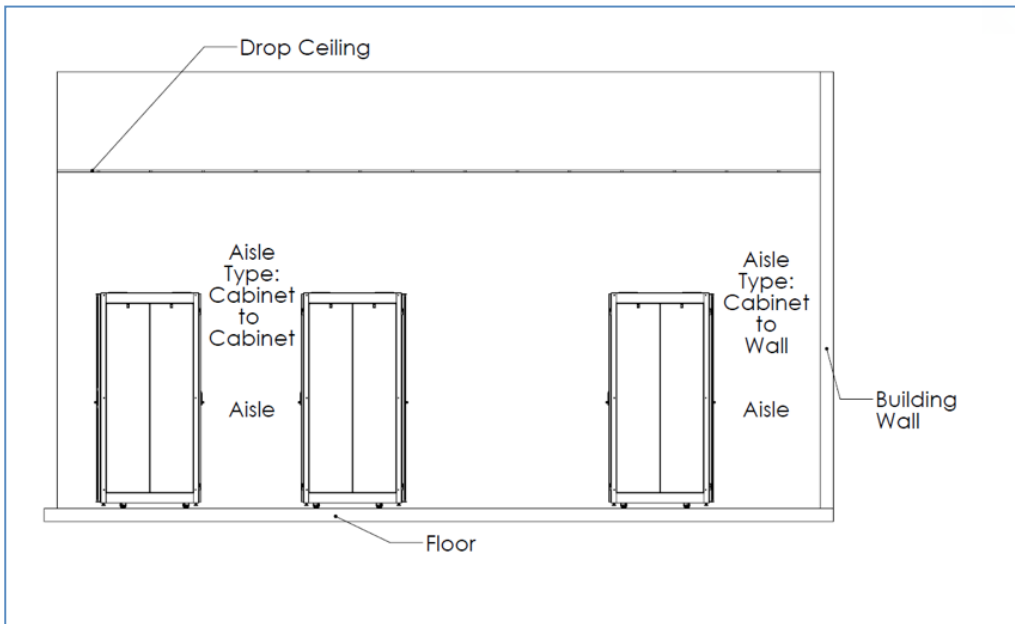 Drop Ceiling
Aisle
Type:
Cabinet
to
Cabinet
Aisle
Aisle
Type:
Cabinet
to
Wall
Aisle
Building
Wall
Floor